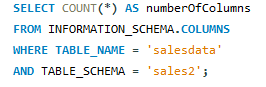 SELECT COUNT(*) AS numberOfColumns
FROM INFORMATION_SCHEMA.COLUMNS
WHERE TABLE_NAME = 'salesdata'
AND TABLE_SCHEMA = 'sales2';